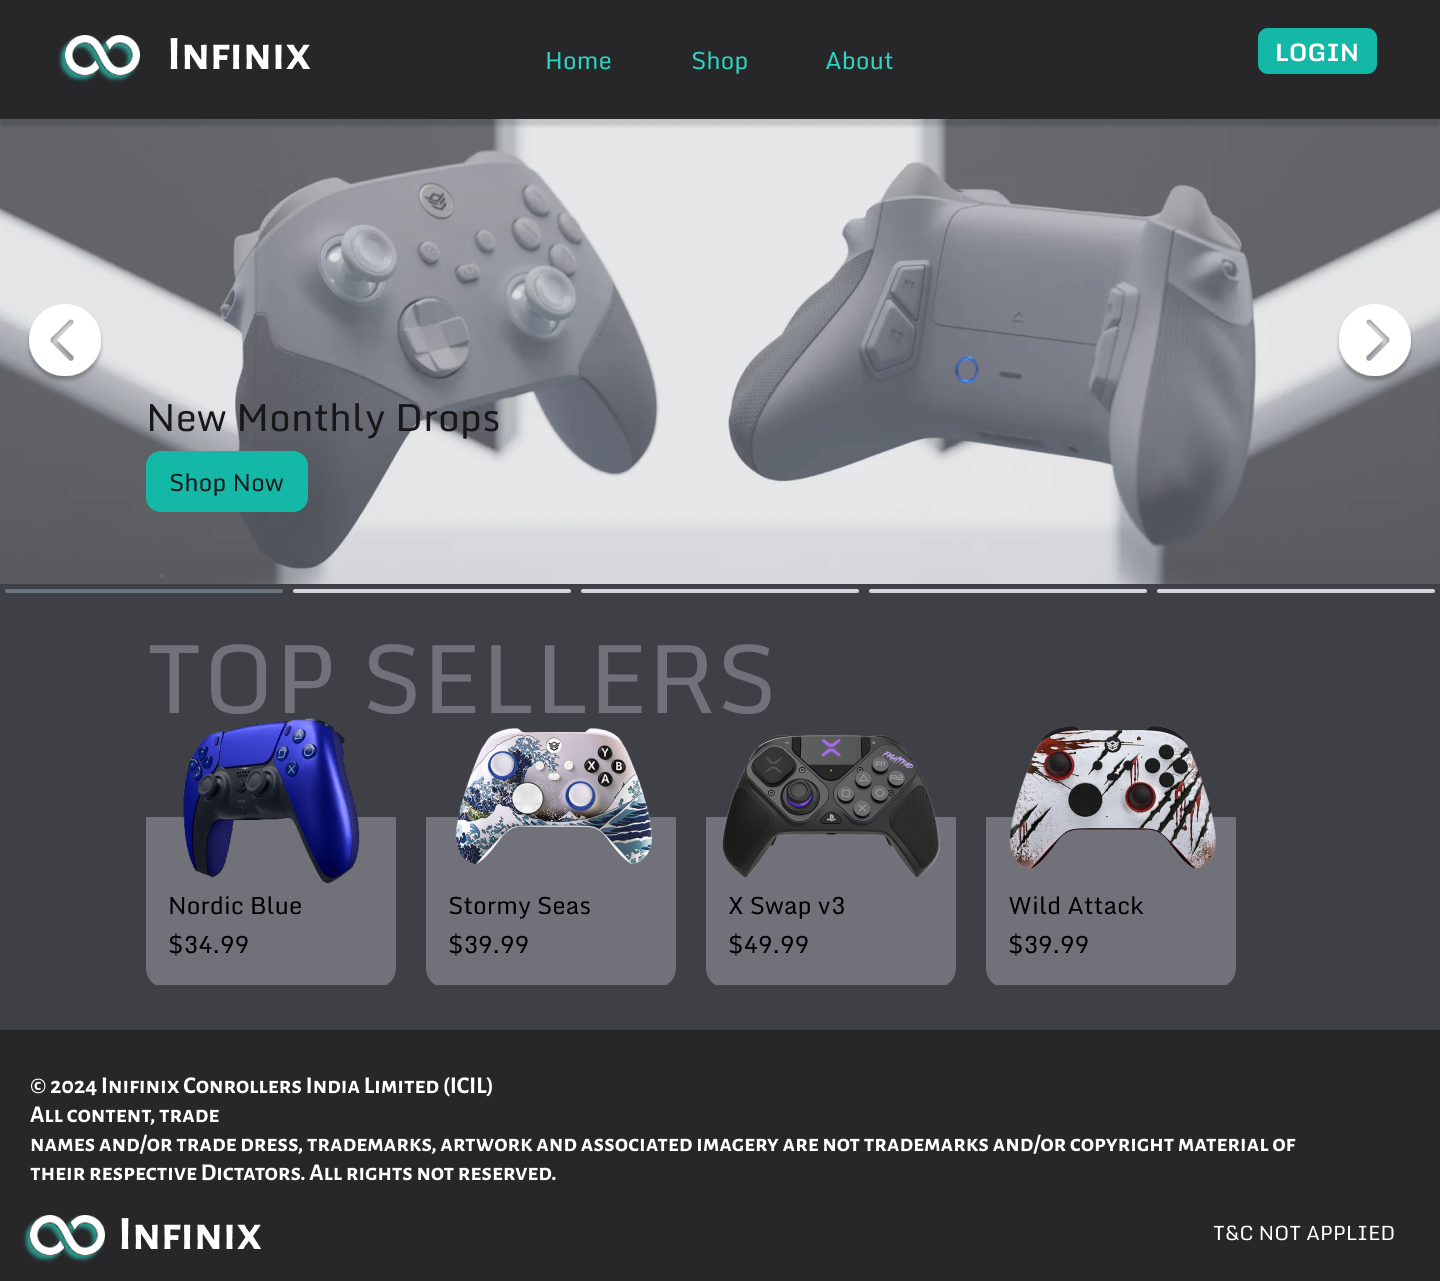 Infinix
Home
Shop
About
LOGIN
New Monthly Drops
Shop Now
TOP SELLERS
Y
X
B
A
Nordic Blue
$34.99
Stormy Seas
$39.99
X Swap v3
$49.99
Wild Attack
$39.99
© 2024 Inifinix Conrollers India Limited (ICIL)
All content, trade
names and/or trade dress, trademarks, artwork and associated imagery are not trademarks and/or copyright material of
their respective Dictators. All rights not reserved.
Infinix
T&C NOT APPLIED